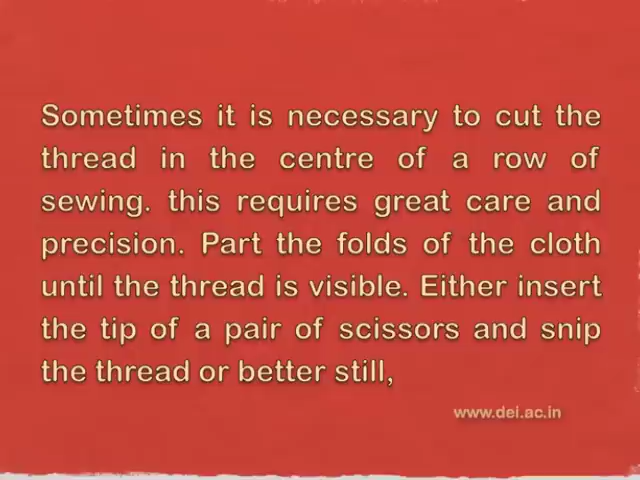 Sometimes it is necessary to cut the
thread in the centre of a row of
sewing. this requires great care and
precision. Part the folds of the cloth
until the thread is visible. Either insert
the tip of a pair of scissors and snip
the thread or better still,
www.dei.ac.in